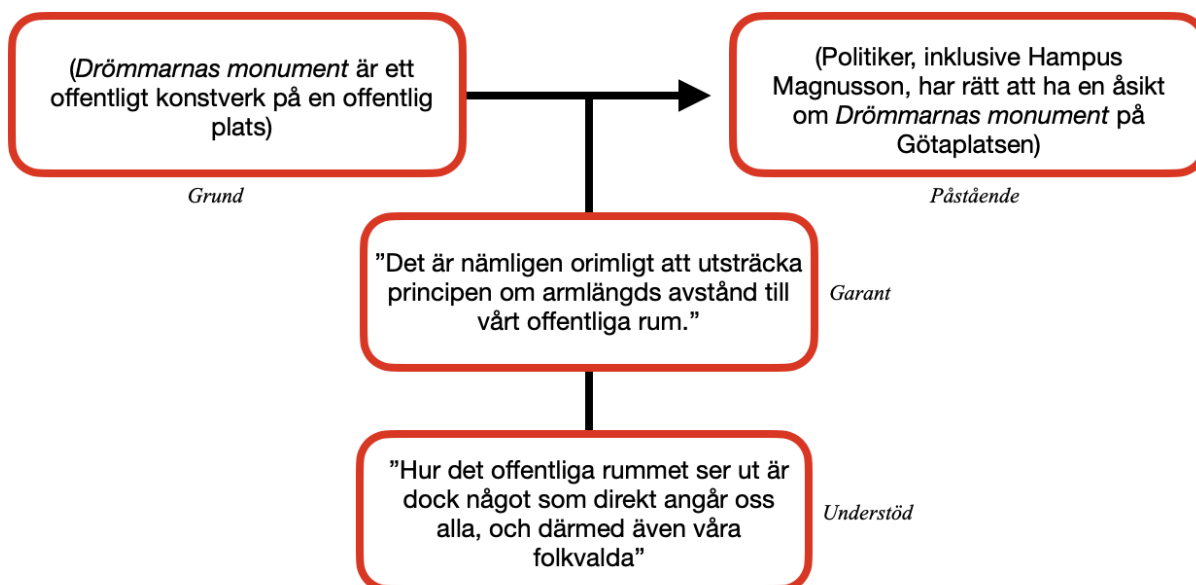 (Drömmarnas monument är ett
offentligt konstverk på en offentlig
plats)
Grund
(Politiker, inklusive Hampus
Magnusson, har rätt att ha en åsikt
om Drömmarnas monument på
Götaplatsen)
Påstående
”Det är nämligen orimligt att utsträcka
principen om armlängds avstånd till
vårt offentliga rum.”
Garant
”Hur det offentliga rummet ser ut är
dock något som direkt angår oss
alla, och därmed även våra
folkvalda”
Understöd